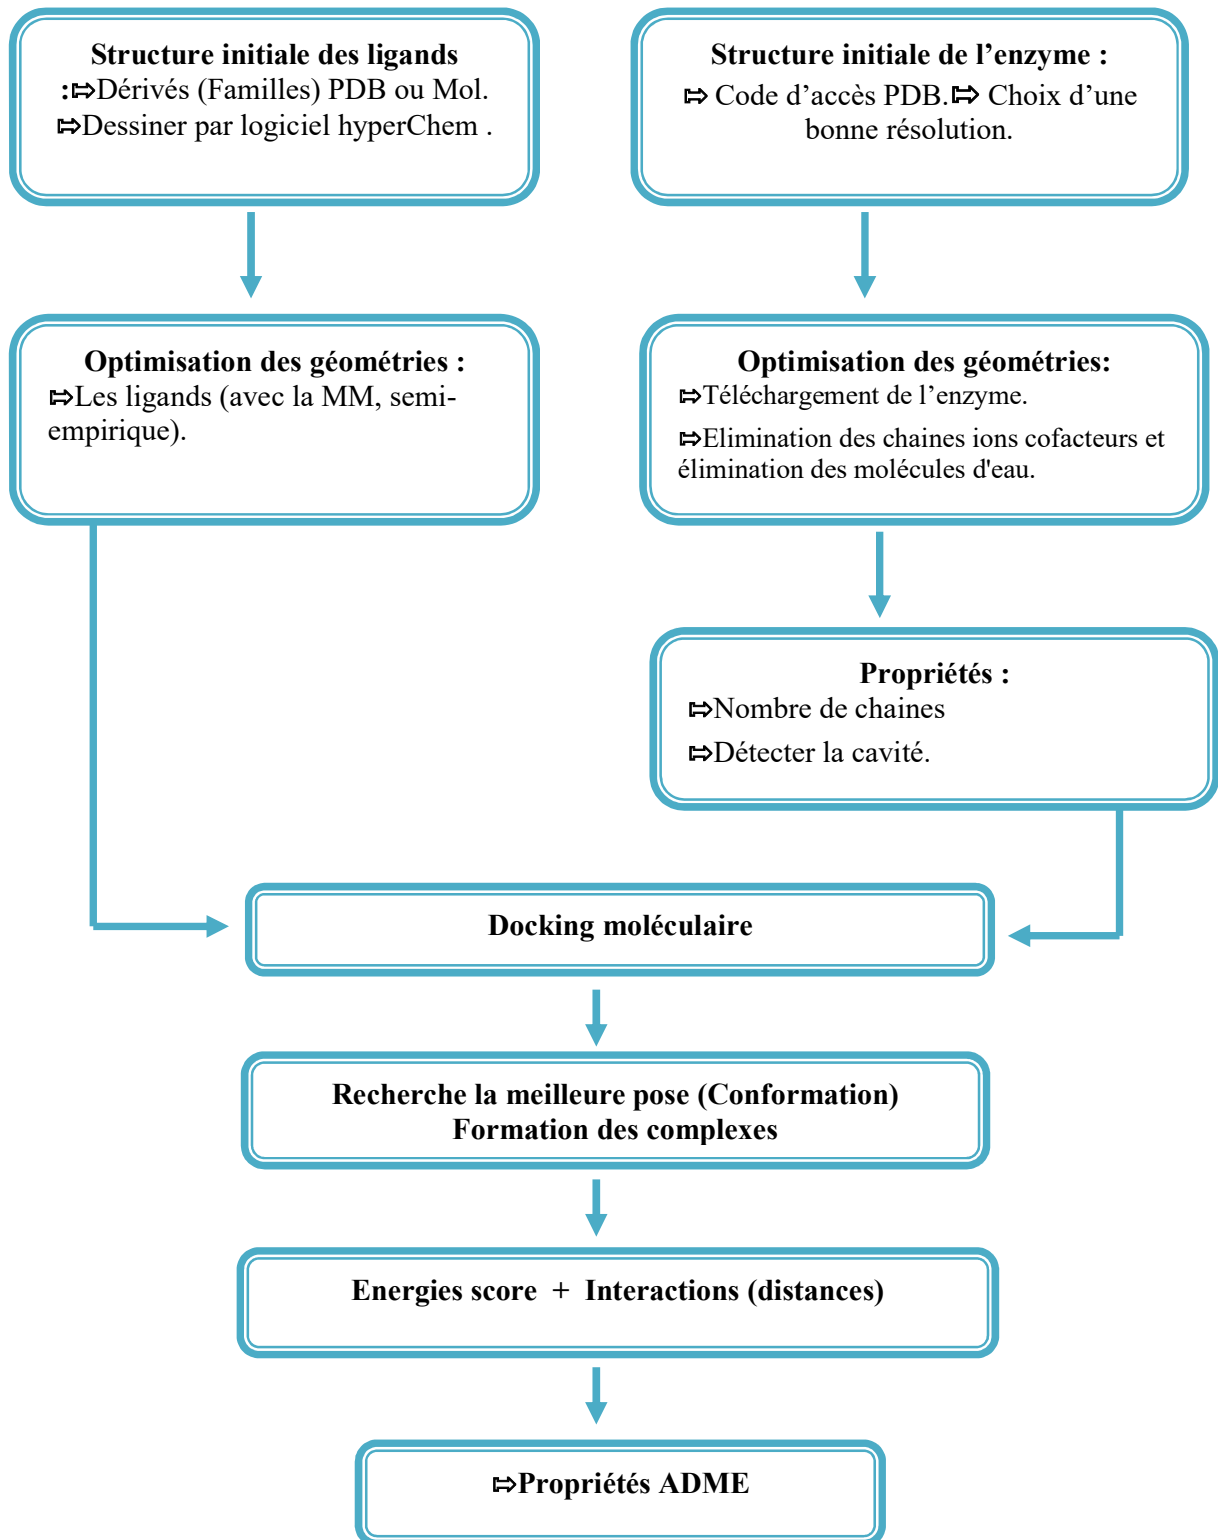 Structure initiale des ligands
:⇨Dérivés (Familles) PDB ou Mol.
⇨Dessiner par logiciel hyperChem .
Structure initiale de l’enzyme :
⇨ Code d’accès PDB.⇨ Choix d’une
bonne résolution.
Optimisation des géométries :
⇨Les ligands (avec la MM, semi-
empirique).
Optimisation des géométries:
⇨Téléchargement de l’enzyme.
⇨Elimination des chaines ions cofacteurs et
élimination des molécules d'eau.
Propriétés :
⇨Nombre de chaines
⇨Détecter la cavité.
Docking moléculaire
Recherche la meilleure pose (Conformation)
Formation des complexes
Energies score + Interactions (distances)
⇨Propriétés ADME